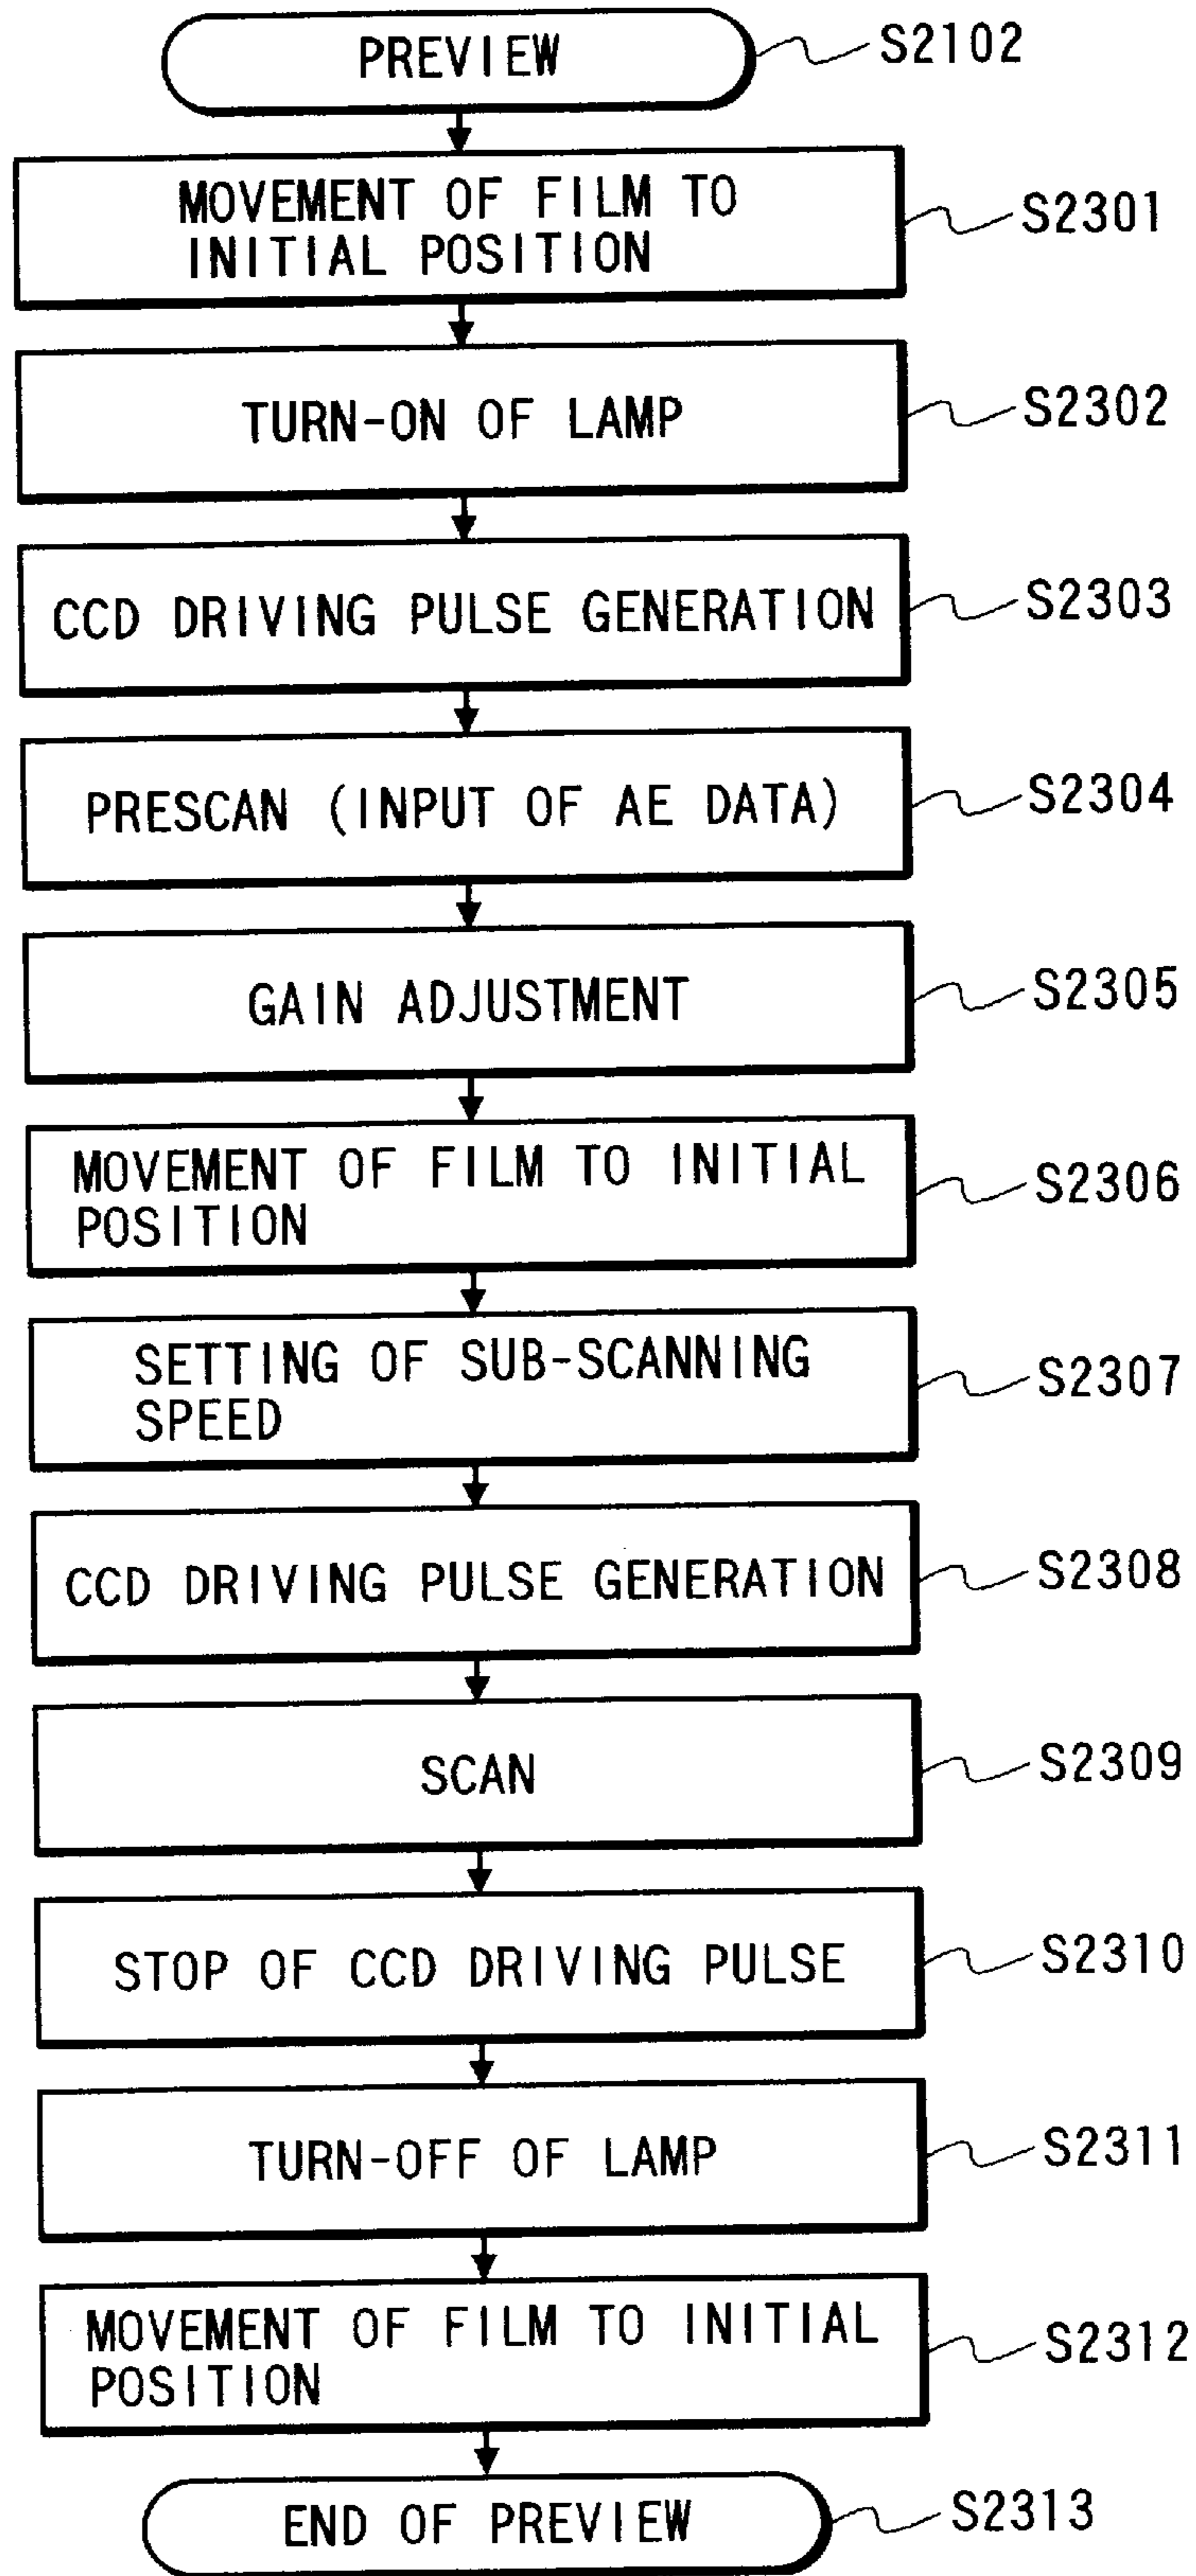 PREVIEW
S2102
MOVEMENT OF FILM TO
INITIAL POSITION
S2301
TURN-ON OF LAMP
S2302
CCD DRIVING PULSE GENERATION
S2303
PRESCAN (INPUT OF AE DATA)
S2304
GAIN ADJUSTMENT
S2305
MOVEMENT OF FILM TO INITIAL
POSITION
S2306
SETTING OF SUB-SCANNING
SPEED
S2307
CCD DRIVING PULSE GENERATION
S2308
SCAN
S2309
STOP OF CCD DRIVING PULSE
S2310
TURN-OFF OF LAMP
S2311
MOVEMENT OF FILM TO INITIAL
POSITION
S2312
END OF PREVIEW
S2313